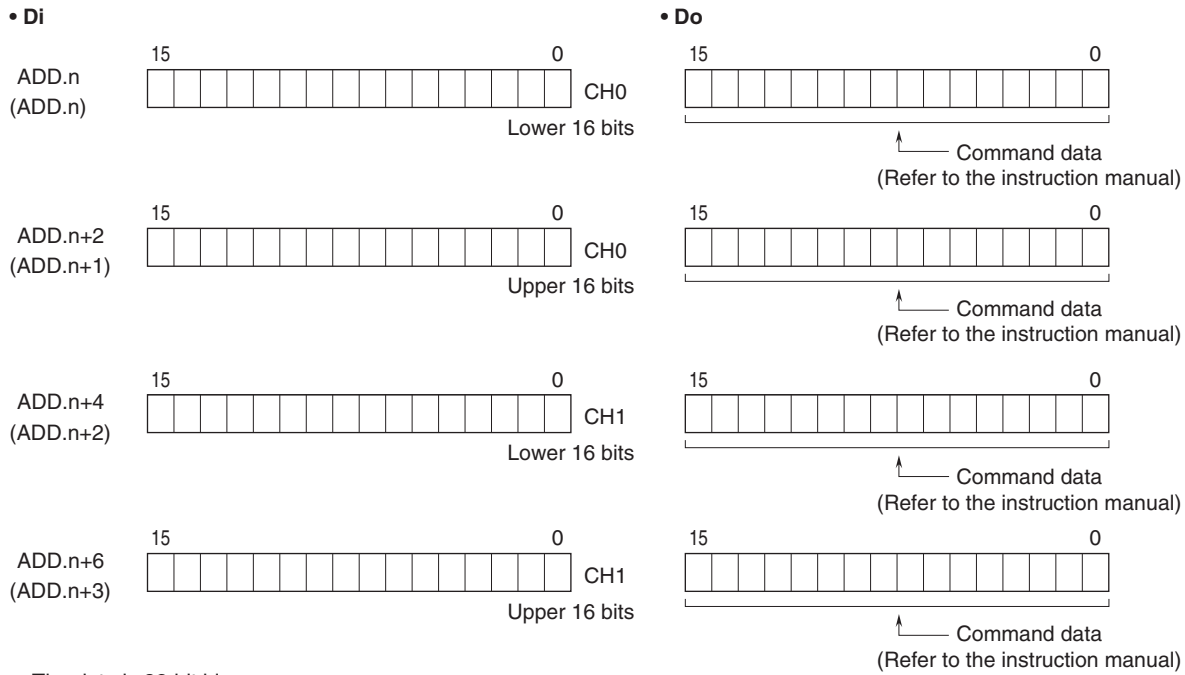 • Di
• Do
15 0
15 0
ADD.n
(ADD.n)
CH0
Lower 16 bits
Command data
(Refer to the instruction manual)
15 0
15 0
ADD.n+2
(ADD.n+1)
CH0
Upper 16 bits
Command data
(Refer to the instruction manual)
15 0
15 0
ADD.n+4
(ADD.n+2)
CH1
Lower 16 bits
Command data
(Refer to the instruction manual)
15 0
15 0
ADD.n+6
(ADD.n+3)
CH1
Upper 16 bits
Command data
(Refer to the instruction manual)